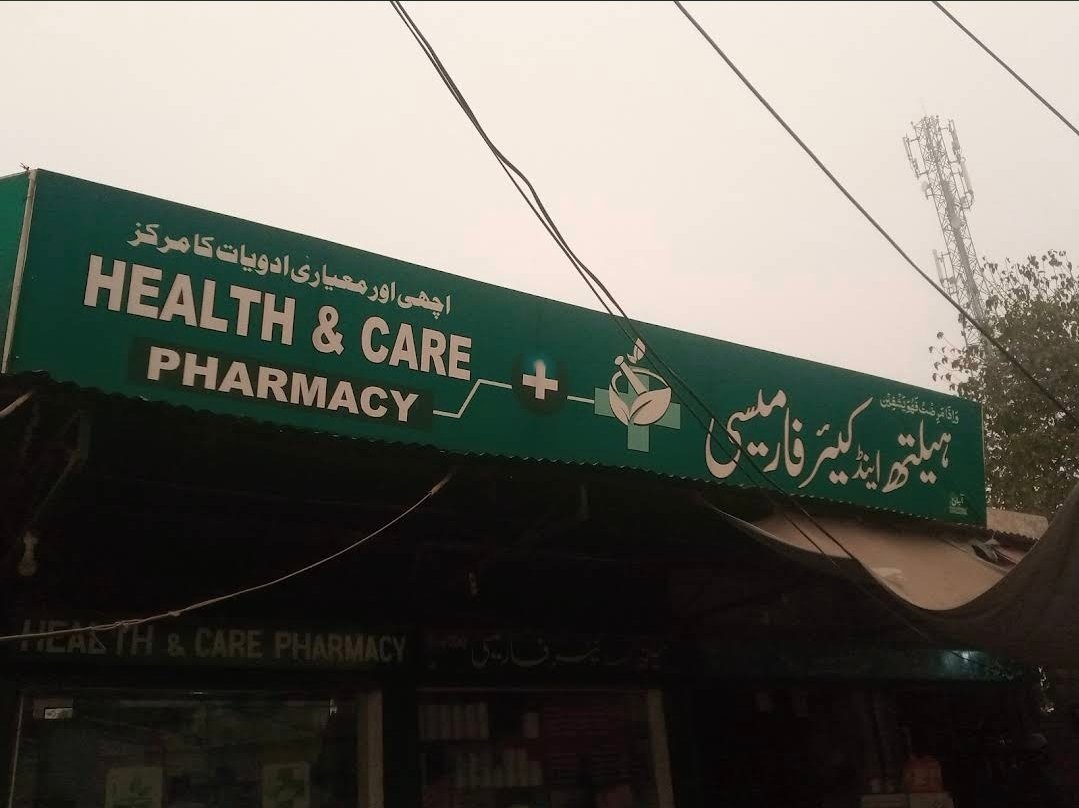 اچھی اور معیاری ادویات کا مرکز
HEALTH & CARE
PHARMACY
وَاِذَا مَرِضْتُ فَهُوَ يَشْفِيْنِ
ہیلتھ اینڈ کیئر فارمیسی
HEALTH & CARE PHARMACY